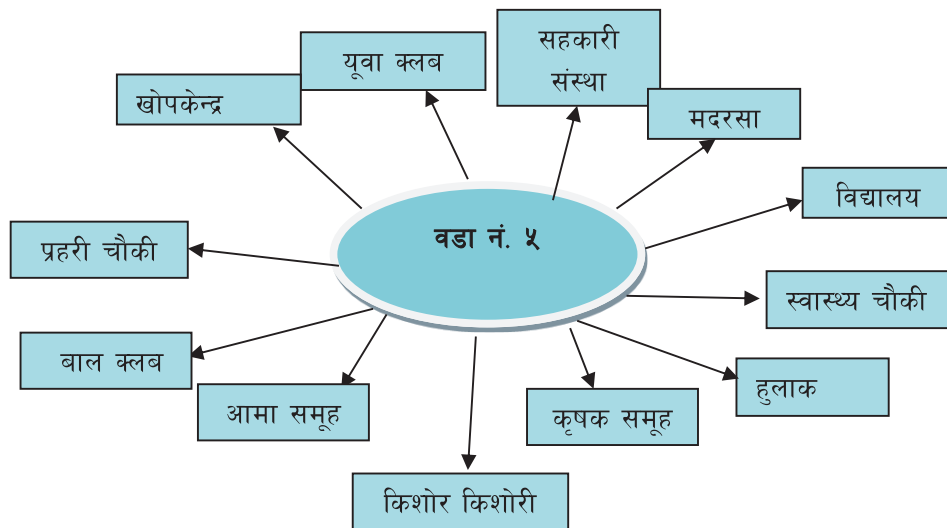 सहकारी
संस्था
यूवा क्लब
खोपकेन्द्र
मदरसा
विद्यालय
वडा नं. ५
प्रहरी चौकी
स्वास्थ्य चौकी
बाल क्लब
हुलाक
आमा समूह
कृषक समूह
किशोर किशोरी